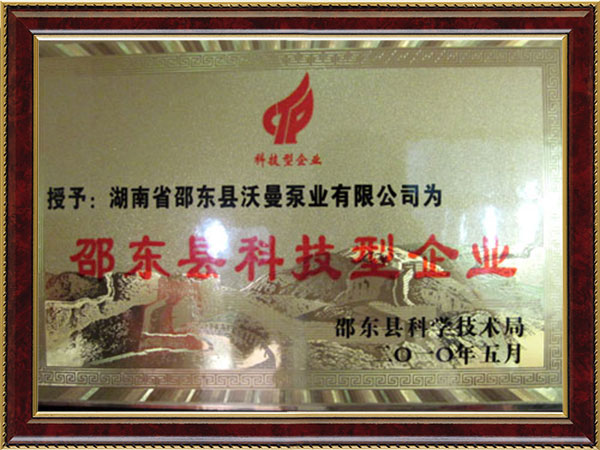 科技型企业
授予：湖南省邵东县沃曼泵业有限公司为
邵东县科技型企业
邵东县科学技术局
二〇一〇年五月